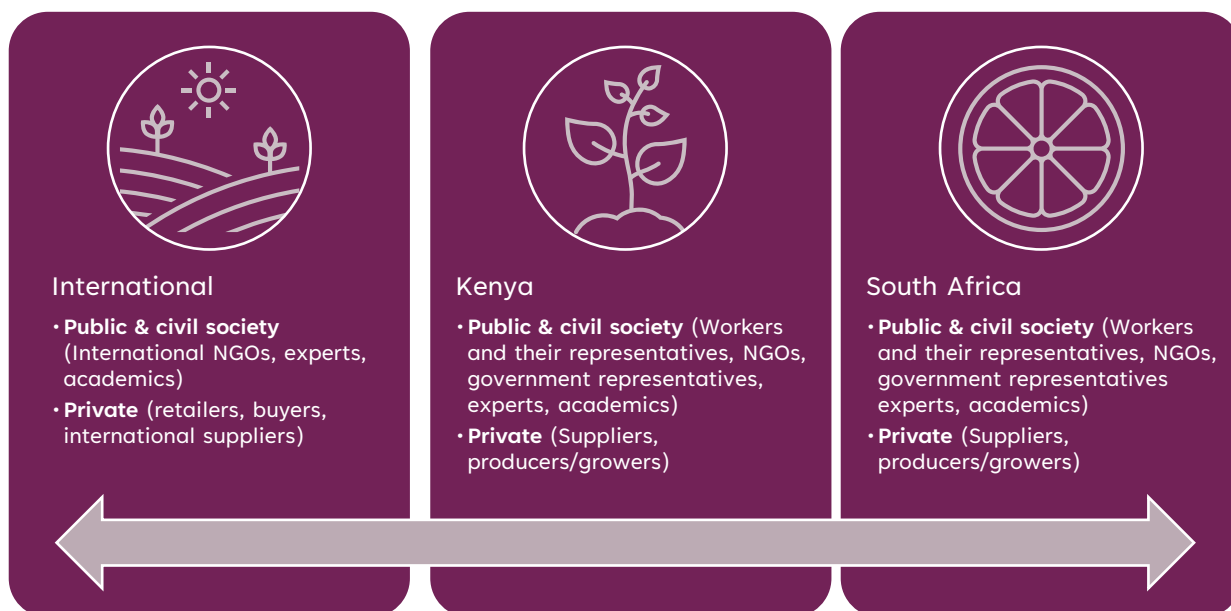 International
· Public & civil society
(International NGOs, experts,
academics)
· Private (retailers, buyers,
international suppliers)
Kenya
· Public & civil society (Workers
and their representatives, NGOs,
government representatives,
experts, academics)
· Private (Suppliers,
producers/growers)
South Africa
· Public & civil society (Workers
and their representatives, NGOs,
government representatives
experts, academics)
· Private (Suppliers,
producers/growers)